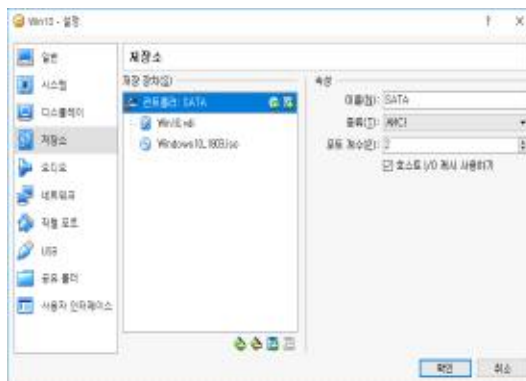 Win10 - 설정
? X
일반
시스템
디스플레이
저장소
오디오
네트워크
직렬 포트
USB
공유 폴더
사용자 인터페이스
저장소
저장 장치(S)
컨트롤러: SATA
Win10.vdi
Windows10_1903.iso
속성
이름(N): SATA
종류(T): AHCI
포트 개수(P): 2
호스트 I/O 캐시 사용하기
확인
취소